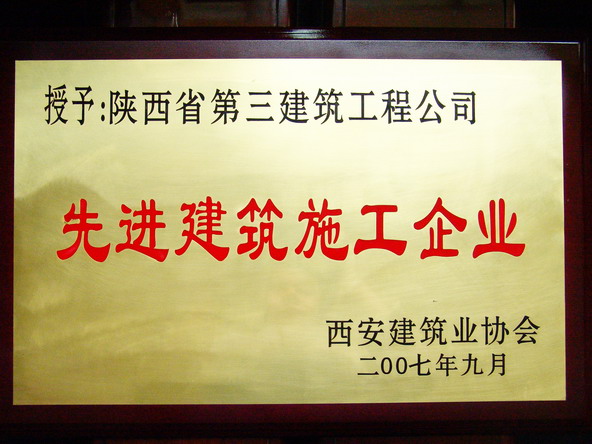 授予:陕西省第三建筑工程公司
先进建筑施工企业
西安建筑业协会
二00七年九月